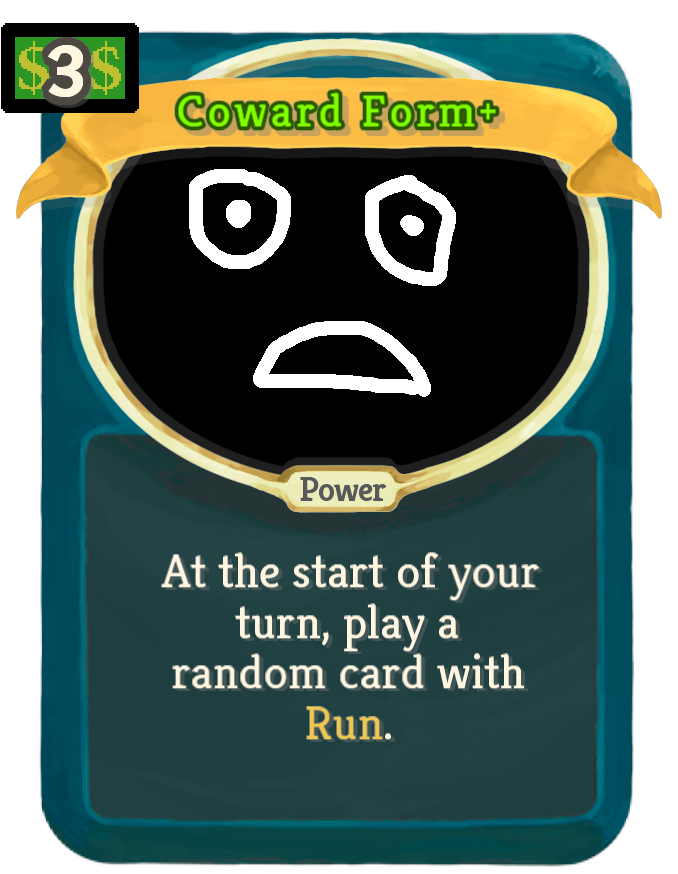 $3$
Coward Form+
Power
At the start of your
turn, play a
random card with
Run.